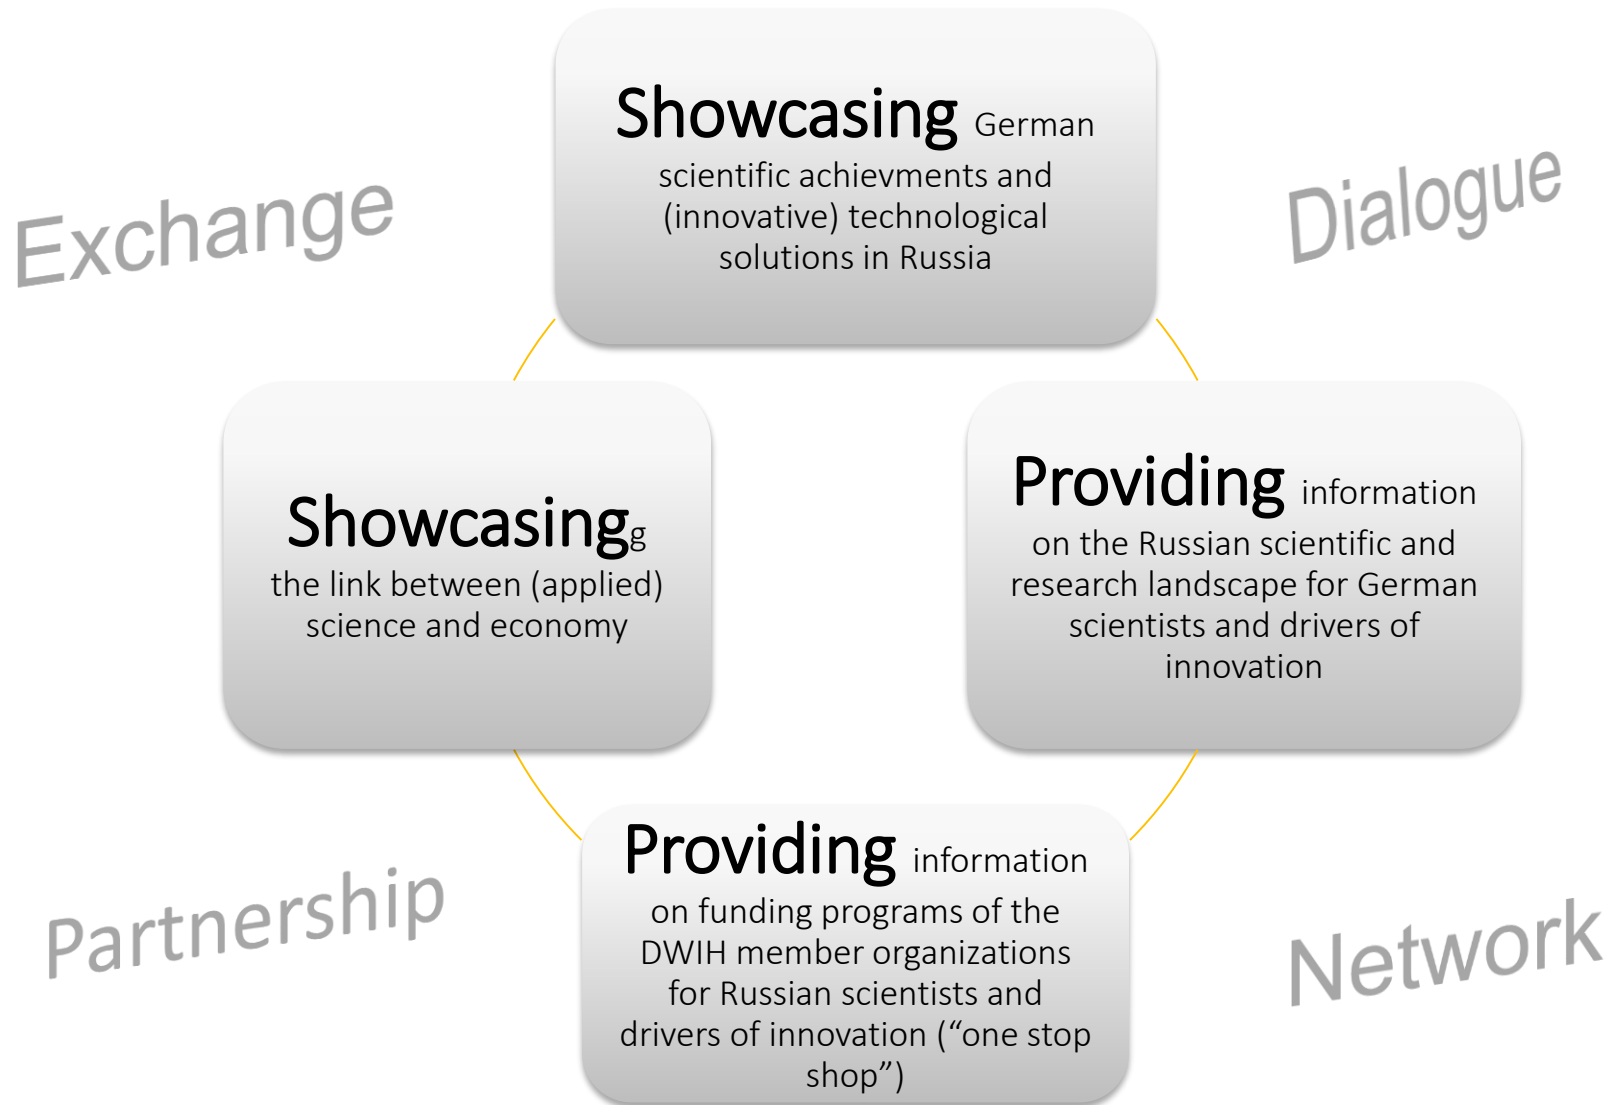 Showcasing German
scientific achievments and
(innovative) technological
solutions in Russia
Exchange
Dialogue
Showcasingg
the link between (applied)
science and economy
Providing information
on the Russian scientific and
research landscape for German
scientists and drivers of
innovation
Providing information
on funding programs of the
DWIH member organizations
for Russian scientists and
drivers of innovation (“one stop
shop”)
Partnership
Network